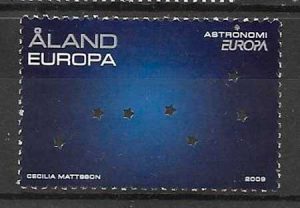 ÅLAND
EUROPA
ASTRONOMI
EUROPA
CECILIA MATTSSON
2009